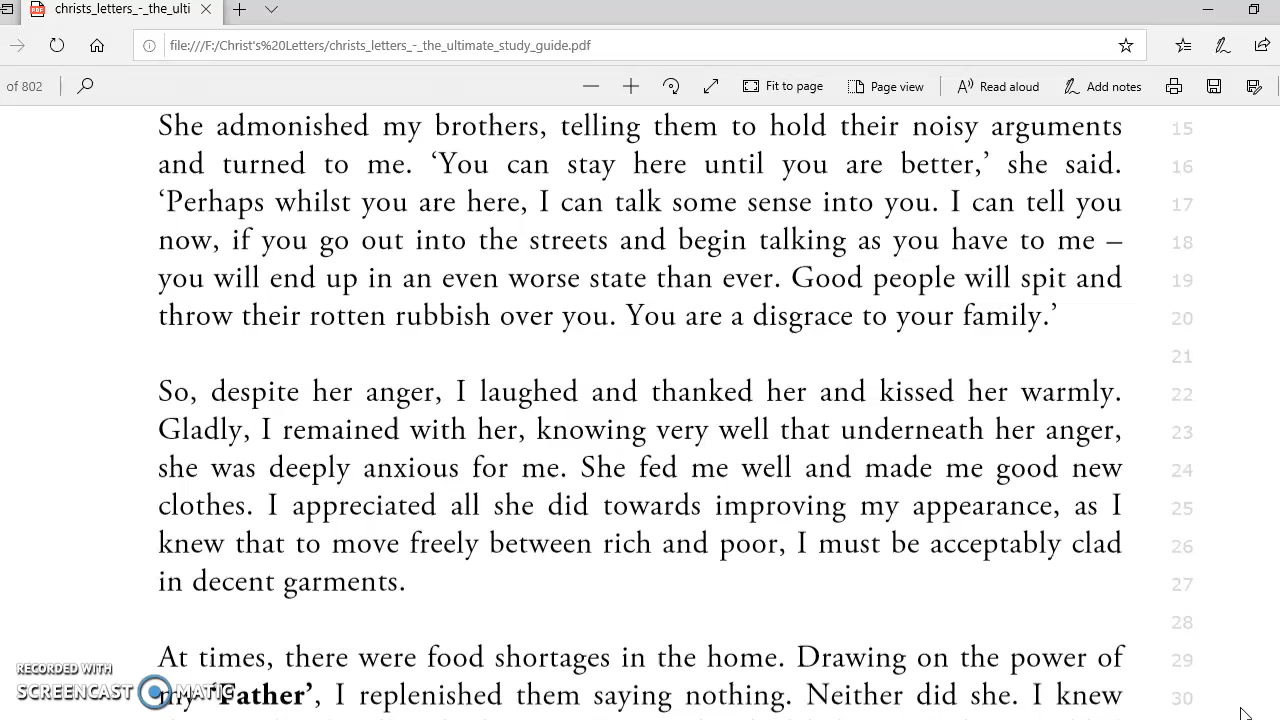 christs_letters_-_the_ulti
file:///F:/Christ's%20Letters/christs_letters_-_the_ultimate_study_guide.pdf
of 802 Fit to page Page view Read aloud Add notes
She admonished my brothers, telling them to hold their noisy arguments 15
and turned to me. ‘You can stay here until you are better,’ she said. 16
‘Perhaps whilst you are here, I can talk some sense into you. I can tell you 17
now, if you go out into the streets and begin talking as you have to me – 18
you will end up in an even worse state than ever. Good people will spit and 19
throw their rotten rubbish over you. You are a disgrace to your family.’ 20
21
So, despite her anger, I laughed and thanked her and kissed her warmly. 22
Gladly, I remained with her, knowing very well that underneath her anger, 23
she was deeply anxious for me. She fed me well and made me good new 24
clothes. I appreciated all she did towards improving my appearance, as I 25
knew that to move freely between rich and poor, I must be acceptably clad 26
in decent garments. 27
28
At times, there were food shortages in the home. Drawing on the power of 29
my ‘Father’, I replenished them saying nothing. Neither did she. I knew 30
RECORDED WITH
SCREENCAST MATIC